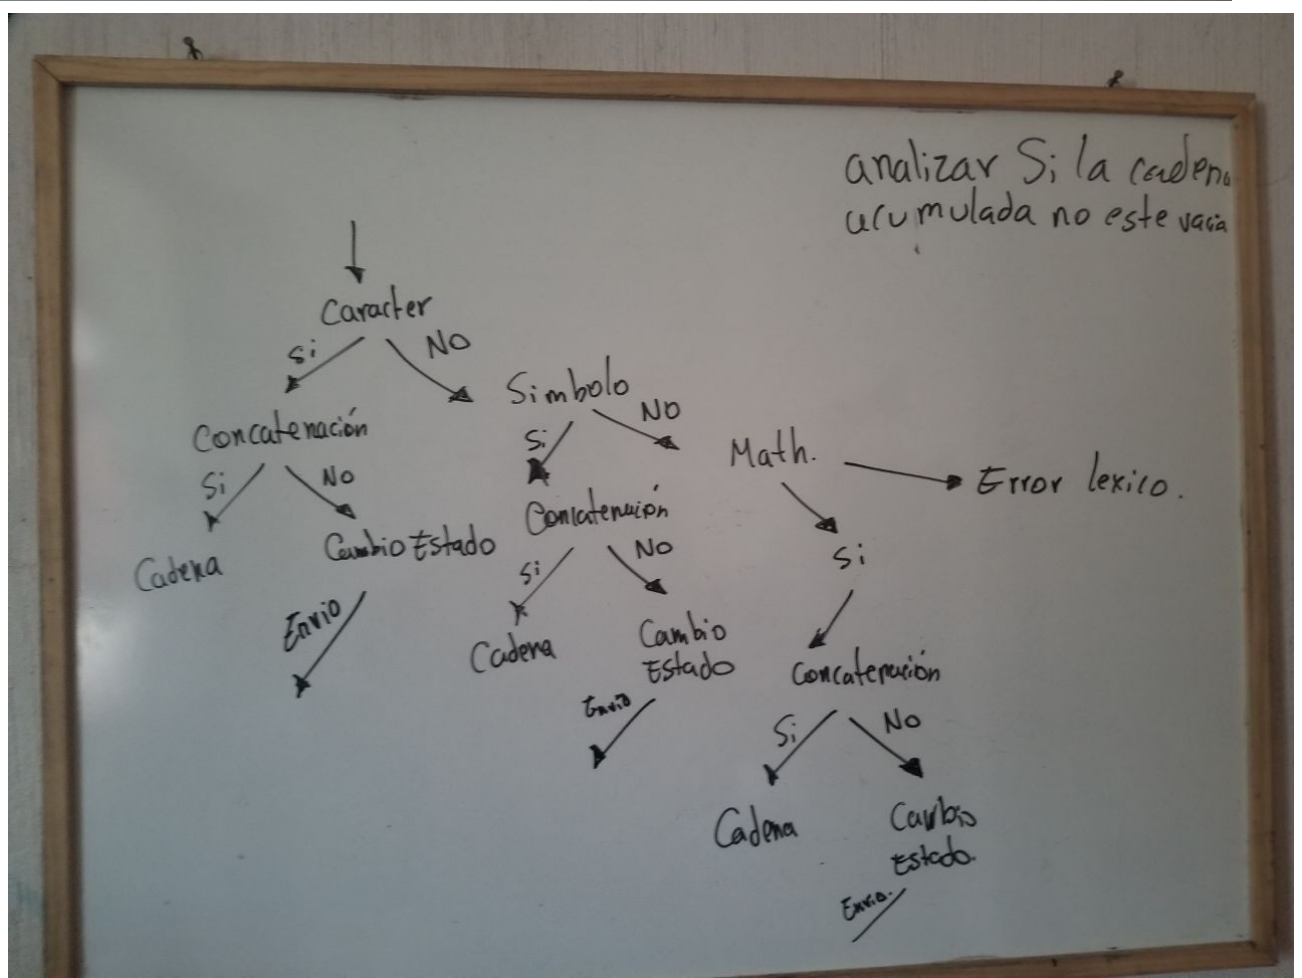 analizar Si la cadena
acumulada no este vacia
Caracter
Si
NO
Simbolo
Concatenación
Si
NO
Math.
Error lexico.
Si
No
Concatenación
Cadena
Cambio Estado
Si
No
Si
Envio
Cadena
Cambio
Estado
Concatenación
Envio
Si
No
Cadena
Cambio
Estado.
Envio.